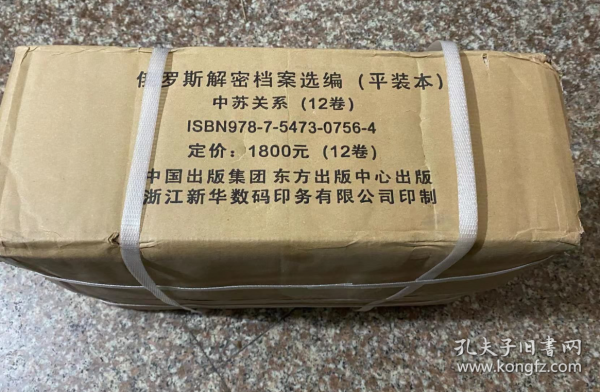 俄罗斯解密档案选编（平装本）
中苏关系（12卷）
ISBN978-7-5473-0756-4
定价：1800元（12卷）
中国出版集团 东方出版中心出版
浙江新华数码印务有限公司印制
孔夫子旧书网
www.kongfz.com